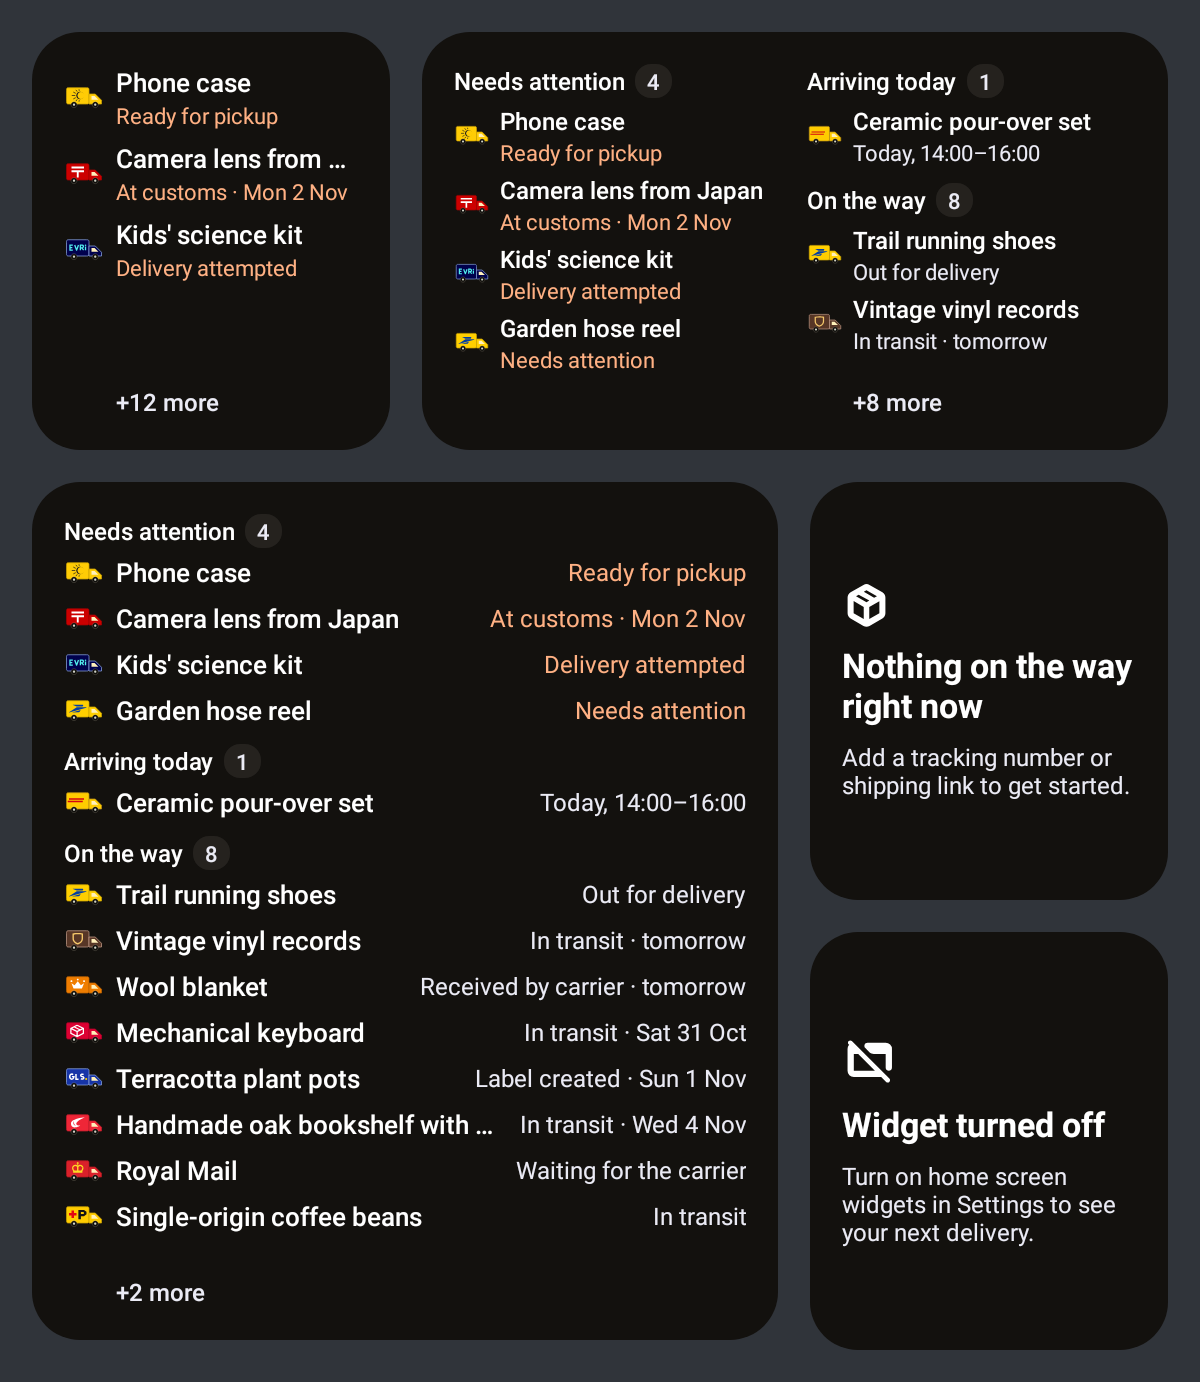 Phone case
Ready for pickup
Camera lens from ...
At customs · Mon 2 Nov
EVRi
Kids' science kit
Delivery attempted
+12 more
Needs attention 4
Phone case
Ready for pickup
Camera lens from Japan
At customs · Mon 2 Nov
EVRi
Kids' science kit
Delivery attempted
Garden hose reel
Needs attention
Arriving today 1
Ceramic pour-over set
Today, 14:00–16:00
On the way 8
Trail running shoes
Out for delivery
Vintage vinyl records
In transit · tomorrow
+8 more
Needs attention 4
Phone case Ready for pickup
Camera lens from Japan At customs · Mon 2 Nov
EVRi Kids' science kit Delivery attempted
Garden hose reel Needs attention
Arriving today 1
Ceramic pour-over set Today, 14:00–16:00
On the way 8
Trail running shoes Out for delivery
Vintage vinyl records In transit · tomorrow
Wool blanket Received by carrier · tomorrow
Mechanical keyboard In transit · Sat 31 Oct
GLS. Terracotta plant pots Label created · Sun 1 Nov
Handmade oak bookshelf with ... In transit · Wed 4 Nov
Royal Mail Waiting for the carrier
+P Single-origin coffee beans In transit
+2 more
Nothing on the way
right now
Add a tracking number or
shipping link to get started.
Widget turned off
Turn on home screen
widgets in Settings to see
your next delivery.